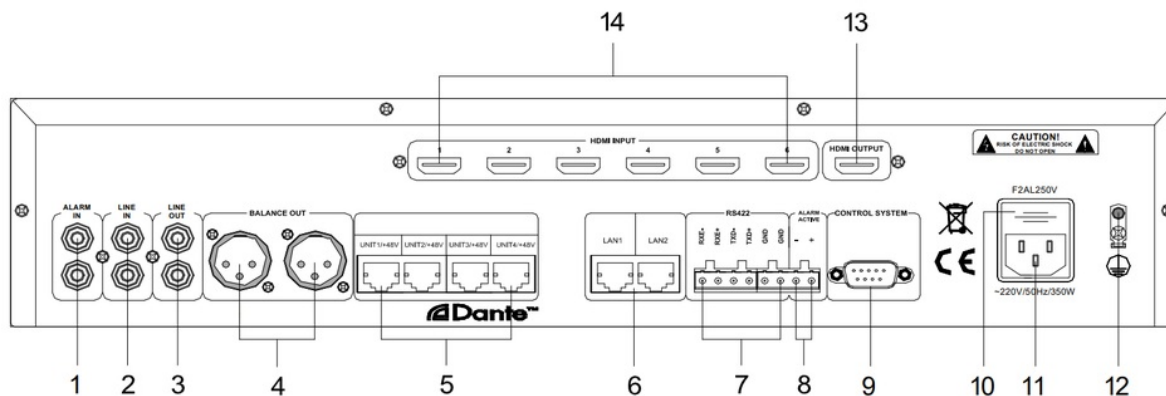 14
13
HDMI INPUT
1 2 3 4 5 6
HDMI OUTPUT
CAUTION!
RISK OF ELECTRIC SHOCK
DO NOT OPEN
ALARM
IN
LINE
IN
LINE
OUT
BALANCE OUT
UNIT1/+48V UNIT2/+48V UNIT3/+48V UNIT4/+48V
LAN1 LAN2
RS422
RXE- RXE+ TXD- TXD+ GND GND
ALARM
ACTIVE
- +
CONTROL SYSTEM
CE
F2AL250V
~220V/50Hz/350W
Dante™
1 2 3 4 5 6 7 8 9 10 11 12